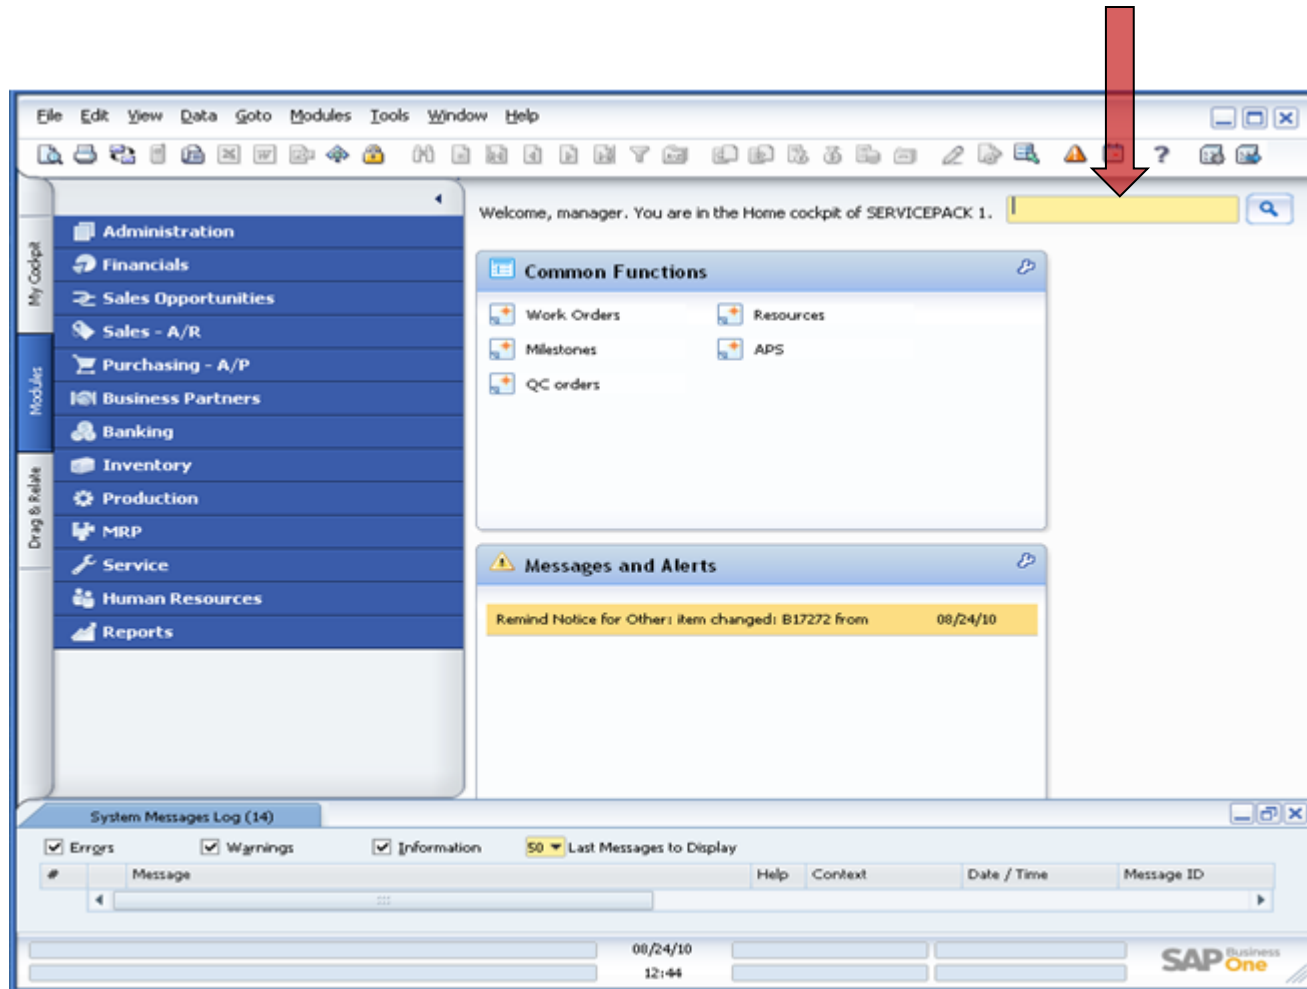 File Edit View Data Goto Modules Tools Window Help
Welcome, manager. You are in the Home cockpit of SERVICEPACK 1.
My Cockpit
Modules
Drag & Relate
Administration
Financials
Sales Opportunities
Sales - A/R
Purchasing - A/P
Business Partners
Banking
Inventory
Production
MRP
Service
Human Resources
Reports
Common Functions
Work Orders Resources
Milestones APS
QC orders
Messages and Alerts
Remind Notice for Other: item changed: B17272 from 08/24/10
System Messages Log (14)
Errors Warnings Information 50 Last Messages to Display
# Message Help Context Date / Time Message ID
08/24/10
12:44
SAP Business One